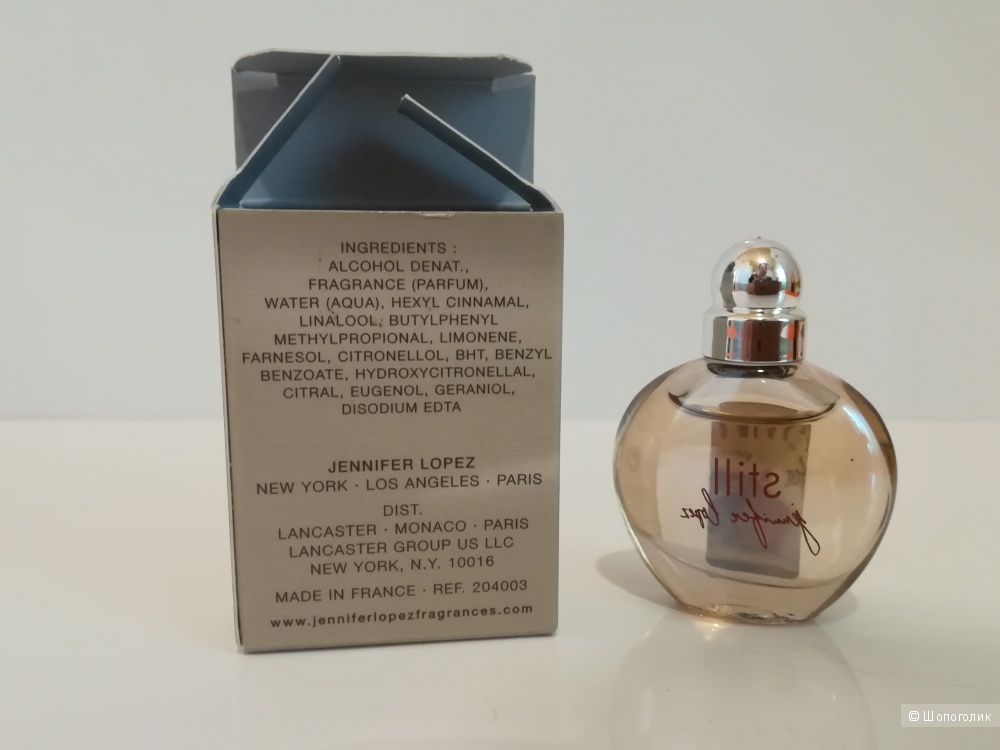 INGREDIENTS :
ALCOHOL DENAT.,
FRAGRANCE (PARFUM),
WATER (AQUA), HEXYL CINNAMAL,
LINALOOL, BUTYLPHENYL
METHYLPROPIONAL, LIMONENE,
FARNESOL, CITRONELLOL, BHT, BENZYL
BENZOATE, HYDROXYCITRONELLAL,
CITRAL, EUGENOL, GERANIOL,
DISODIUM EDTA
JENNIFER LOPEZ
NEW YORK · LOS ANGELES · PARIS
DIST.
LANCASTER · MONACO · PARIS
LANCASTER GROUP US LLC
NEW YORK, N.Y. 10016
MADE IN FRANCE · REF. 204003
www.jenniferlopezfragrances.com
still
jennifer lopez
© Шопоголик